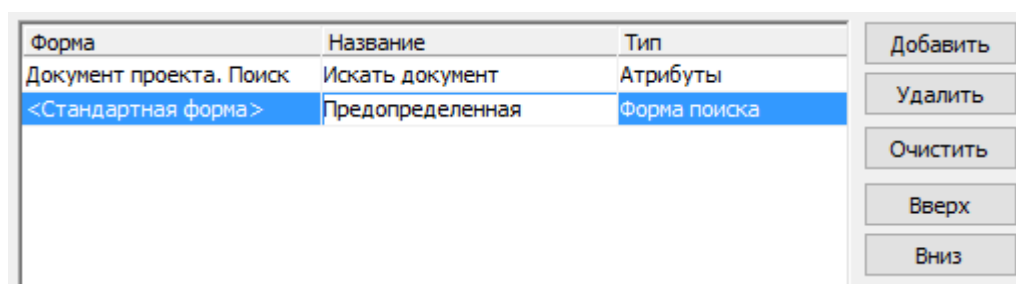 Форма Название Тип Добавить
Документ проекта. Поиск Искать документ Атрибуты
<Стандартная форма> Предопределенная Форма поиска Удалить
Очистить
Вверх
Вниз